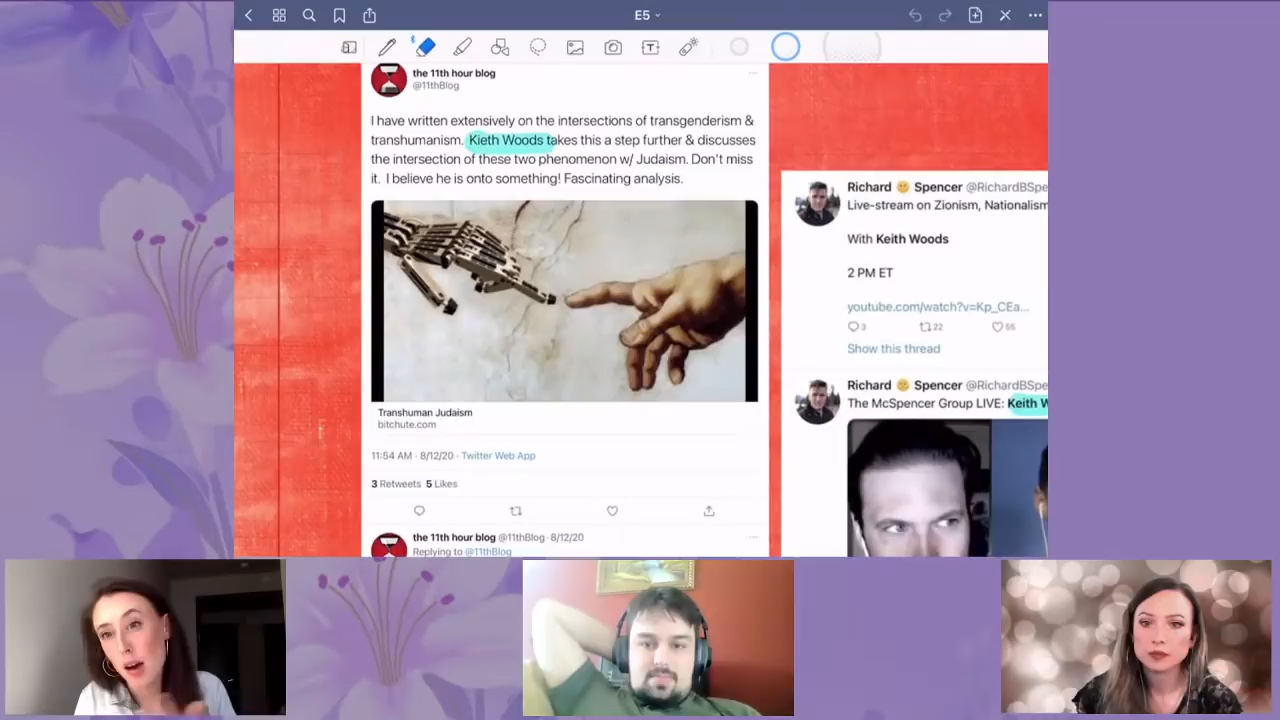 E5
the 11th hour blog
@11thBlog
I have written extensively on the intersections of transgenderism &
transhumanism. Kieth Woods takes this a step further & discusses
the intersection of these two phenomenon w/ Judaism. Don't miss
it. I believe he is onto something! Fascinating analysis.
Transhuman Judaism
bitchute.com
11:54 AM · 8/12/20 · Twitter Web App
3 Retweets 5 Likes
the 11th hour blog @11thBlog · 8/12/20
Replying to @11thBlog
Richard Spencer @RichardBSpe
Live-stream on Zionism, Nationalism
With Keith Woods
2 PM ET
youtube.com/watch?v=Kp_CEa...
3 22 55
Show this thread
Richard Spencer @RichardBSpe
The McSpencer Group LIVE: Keith W